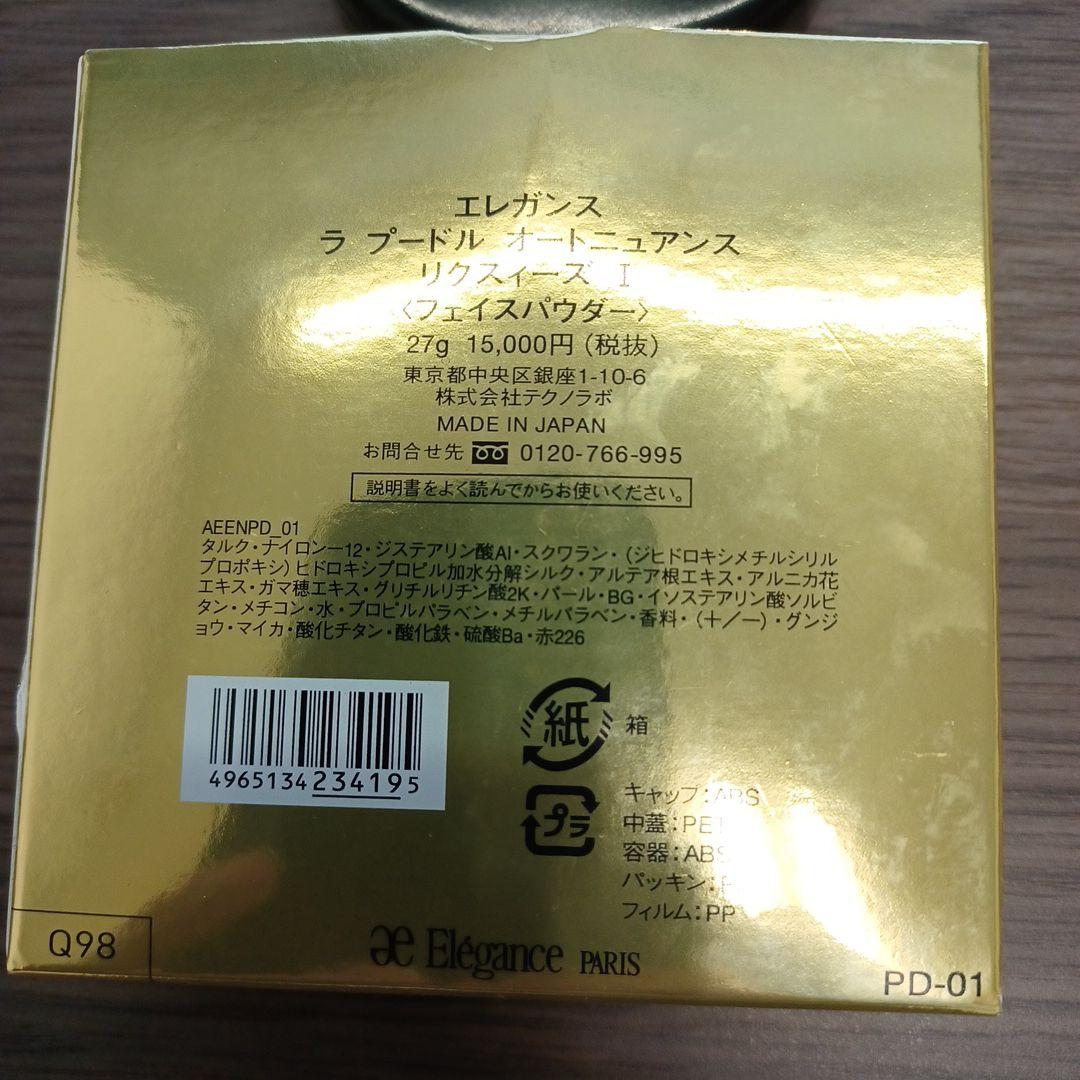 エレガンス
ラ プードル オートニュアンス
リクスィーズ I
〈フェイスパウダー〉
27g 15,000円(税抜)
東京都中央区銀座1-10-6
株式会社テクノラボ
MADE IN JAPAN
お問合せ先 0120-766-995
説明書をよく読んでからお使いください。
AEENPD_01
タルク・ナイロン―12・ジステアリン酸Al・スクワラン・(ジヒドロキシメチルシリル
プロポキシ)ヒドロキシプロピル加水分解シルク・アルテア根エキス・アルニカ花
エキス・ガマ穂エキス・グリチルリチン酸2K・パール・BG・イソステアリン酸ソルビ
タン・メチコン・水・プロピルパラベン・メチルパラベン・香料・(+/-)・グンジ
ョウ・マイカ・酸化チタン・酸化鉄・硫酸Ba・赤226
4965134234195
紙 箱
プラ
キャップ:ABS
中蓋:PET
容器:ABS
パッキン:
フィルム:PP
Q98
æ Elégance PARIS
PD-01